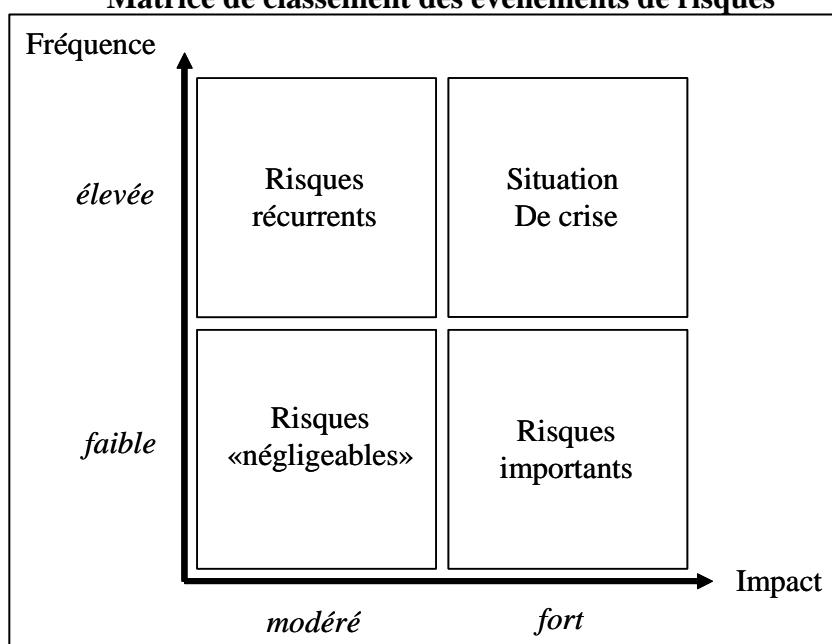 Matrice de classement des événements de risques
Fréquence
élevée
Risques
récurrents
Situation
De crise
faible
Risques
«négligeables»
Risques
importants
Impact
modéré
fort